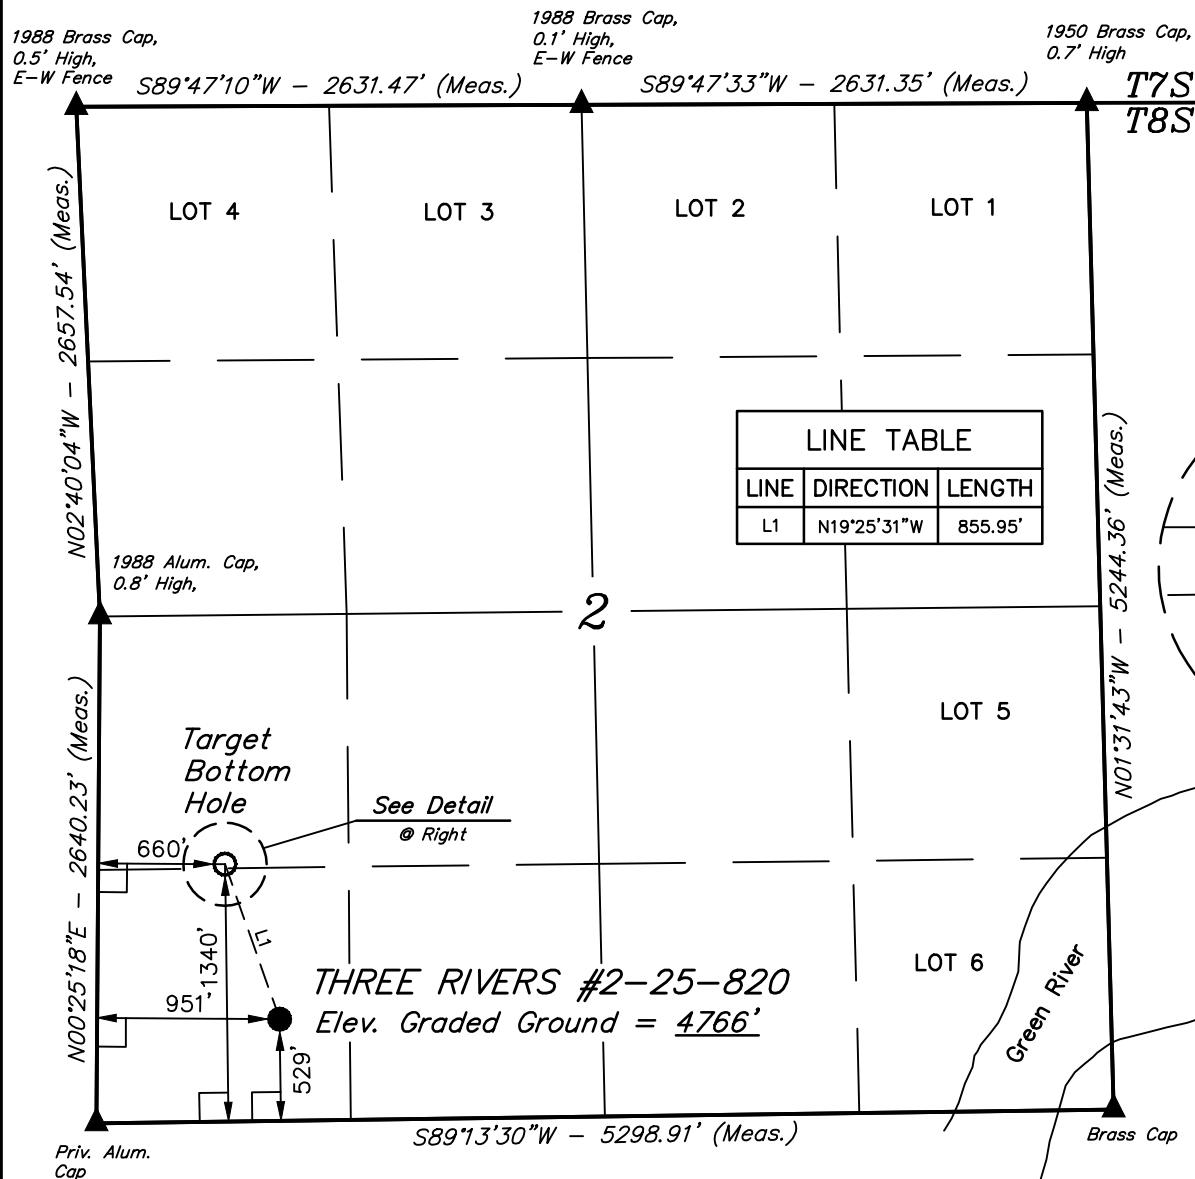 1988 Brass Cap,
0.5' High,
E-W Fence
1988 Brass Cap,
0.1' High,
E-W Fence
1950 Brass Cap,
0.7' High
S89°47'10"W - 2631.47' (Meas.)
S89°47'33"W - 2631.35' (Meas.)
T7S
T8S
LOT 4
LOT 3
LOT 2
LOT 1
N02°40'04"W - 2657.54' (Meas.)
LINE TABLE
LINE DIRECTION LENGTH
L1 N19°25'31"W 855.95'
N01°31'43"W - 5244.36' (Meas.)
1988 Alum. Cap,
0.8' High,
2
LOT 5
N00°25'18"E - 2640.23' (Meas.)
Target
Bottom
Hole
See Detail
@ Right
660'
L1
1340'
951'
529'
THREE RIVERS #2-25-820
Elev. Graded Ground = 4766'
LOT 6
Green River
S89°13'30"W - 5298.91' (Meas.)
Priv. Alum.
Cap
Brass Cap